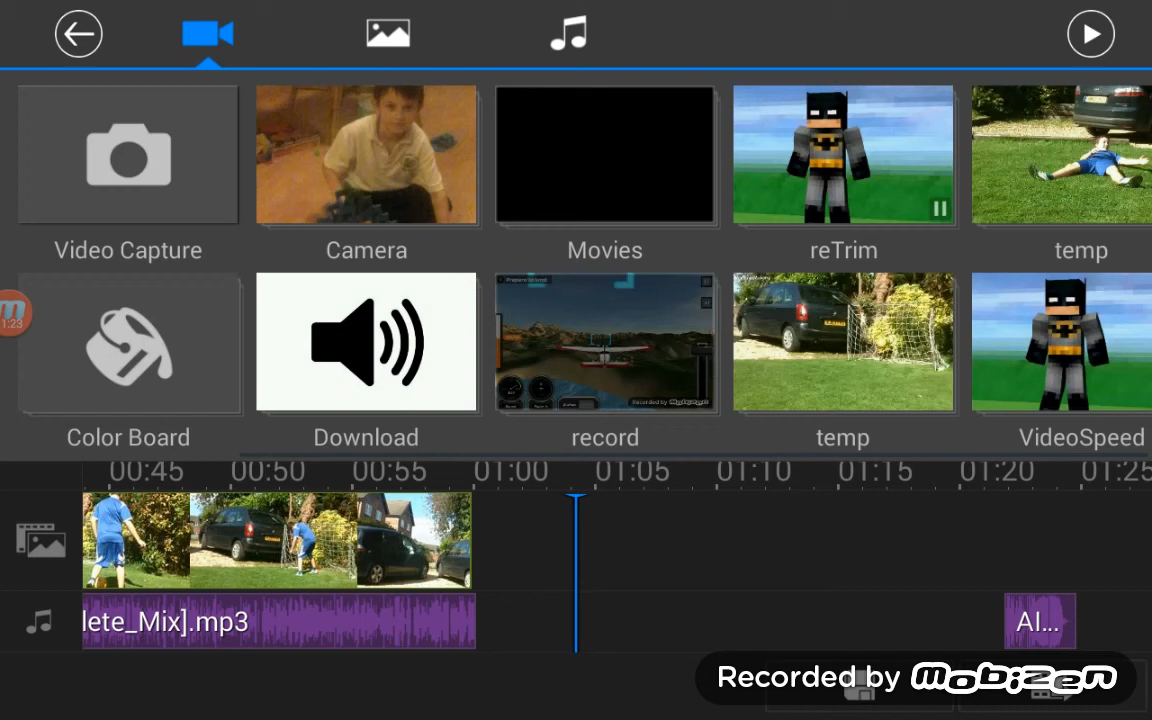 Video Capture
Camera
Movies
reTrim
temp
1:23
Color Board
Download
record
temp
VideoSpeed
00:45 00:50 00:55 01:00 01:05 01:10 01:15 01:20 01:25
lete_Mix].mp3
Al...
Recorded by mobizen